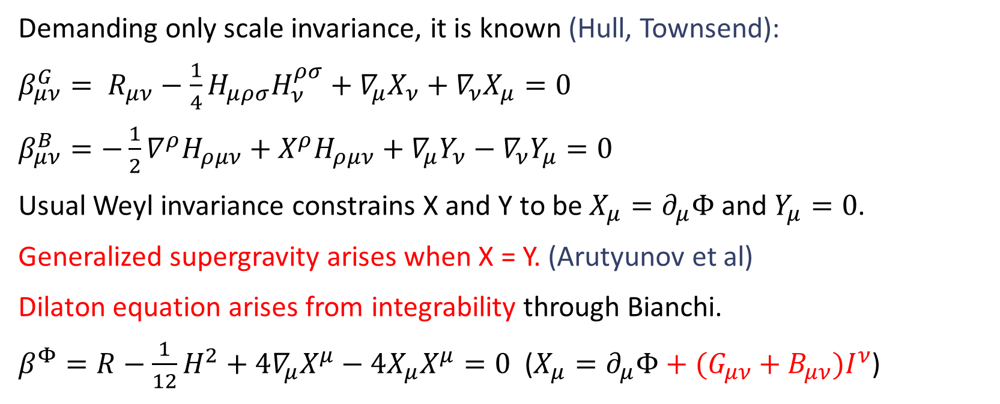 Demanding only scale invariance, it is known (Hull, Townsend):
$\beta^G_{\mu\nu} = R_{\mu\nu} - \frac{1}{4} H_{\mu\rho\sigma} H_\nu^{\rho\sigma} + \nabla_\mu X_\nu + \nabla_\nu X_\mu = 0$
$\beta^B_{\mu\nu} = -\frac{1}{2} \nabla^\rho H_{\rho\mu\nu} + X^\rho H_{\rho\mu\nu} + \nabla_\mu Y_\nu - \nabla_\nu Y_\mu = 0$
Usual Weyl invariance constrains X and Y to be $X_\mu = \partial_\mu \Phi$ and $Y_\mu = 0$.
Generalized supergravity arises when X = Y. (Arutyunov et al)
Dilaton equation arises from integrability through Bianchi.
$\beta^\Phi = R - \frac{1}{12} H^2 + 4\nabla_\mu X^\mu - 4X_\mu X^\mu = 0 \; (X_\mu = \partial_\mu \Phi + (G_{\mu\nu} + B_{\mu\nu})I^\nu)$